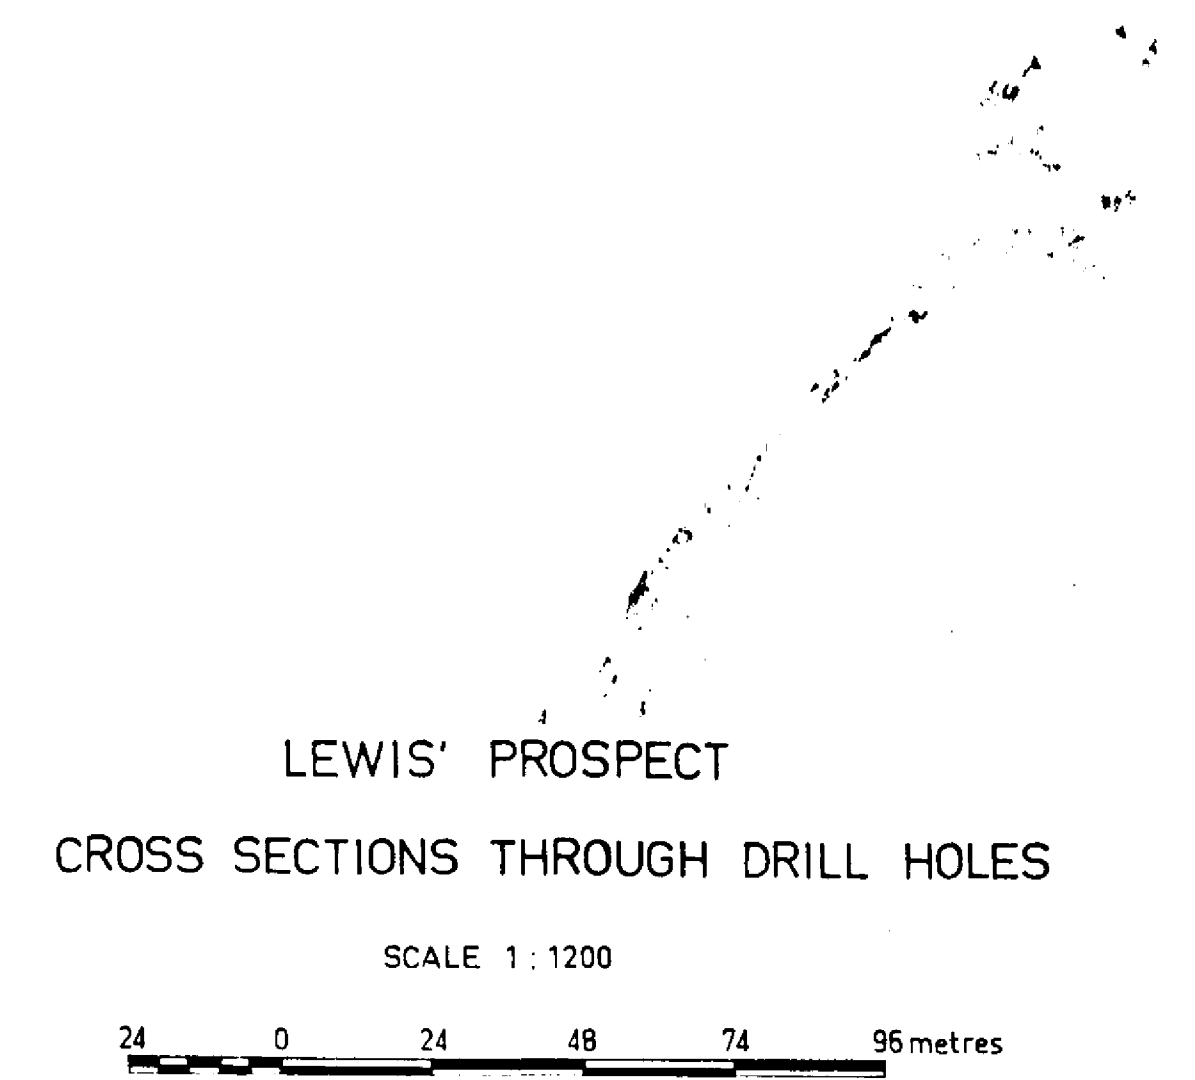 LEWIS' PROSPECT
CROSS SECTIONS THROUGH DRILL HOLES
SCALE 1 : 1200
24 0 24 48 74 96 metres